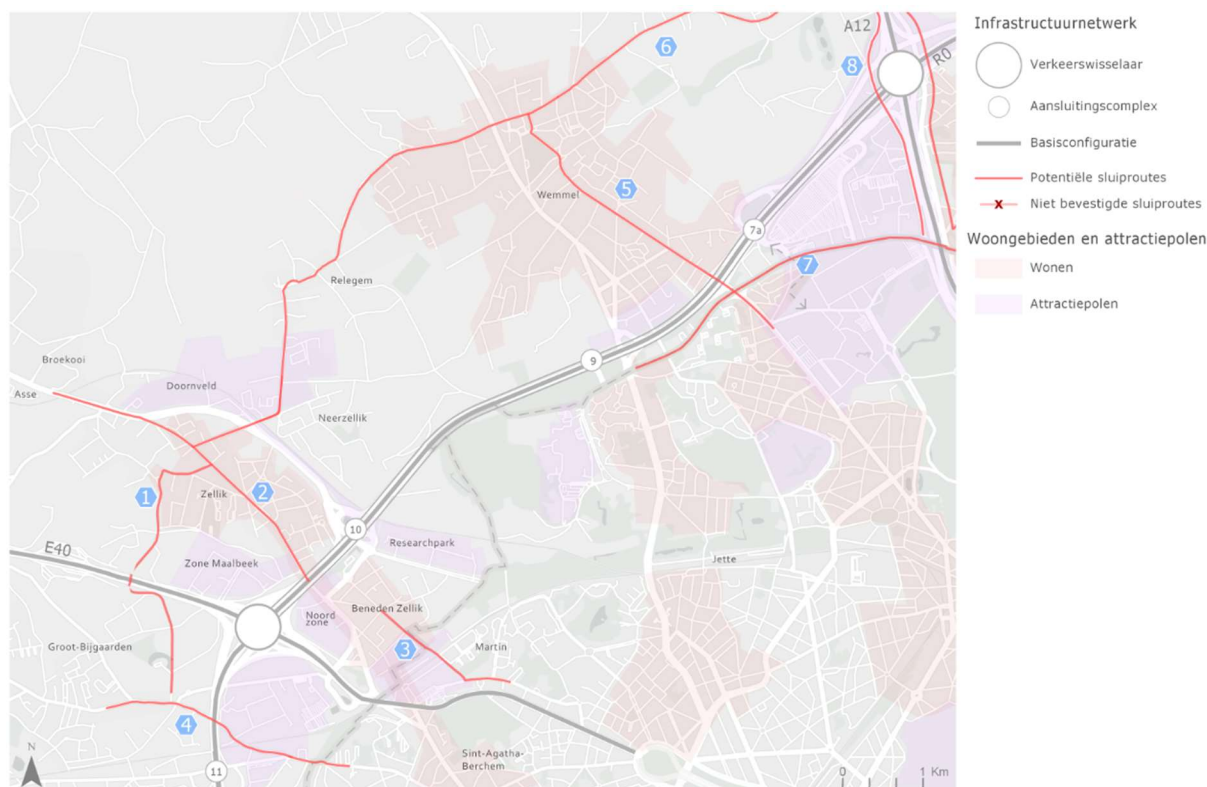 A12
R0
6
8
Wemmel
5
7a
7
Relegem
9
Broekooi
Asse
Doornveld
Neerzellik
1
2
Zellik
10
E40
Researchpark
Zone Maalbeek
Jette
Noord
zone
Beneden Zellik
3
Martin
Groot-Bijgaarden
4
Sint-Agatha-
Berchem
11
N
0 1 Km
Infrastructuurnetwerk
Verkeerswisselaar
Aansluitingscomplex
Basisconfiguratie
Potentiële sluiproutes
x Niet bevestigde sluiproutes
Woongebieden en attractiepolen
Wonen
Attractiepolen